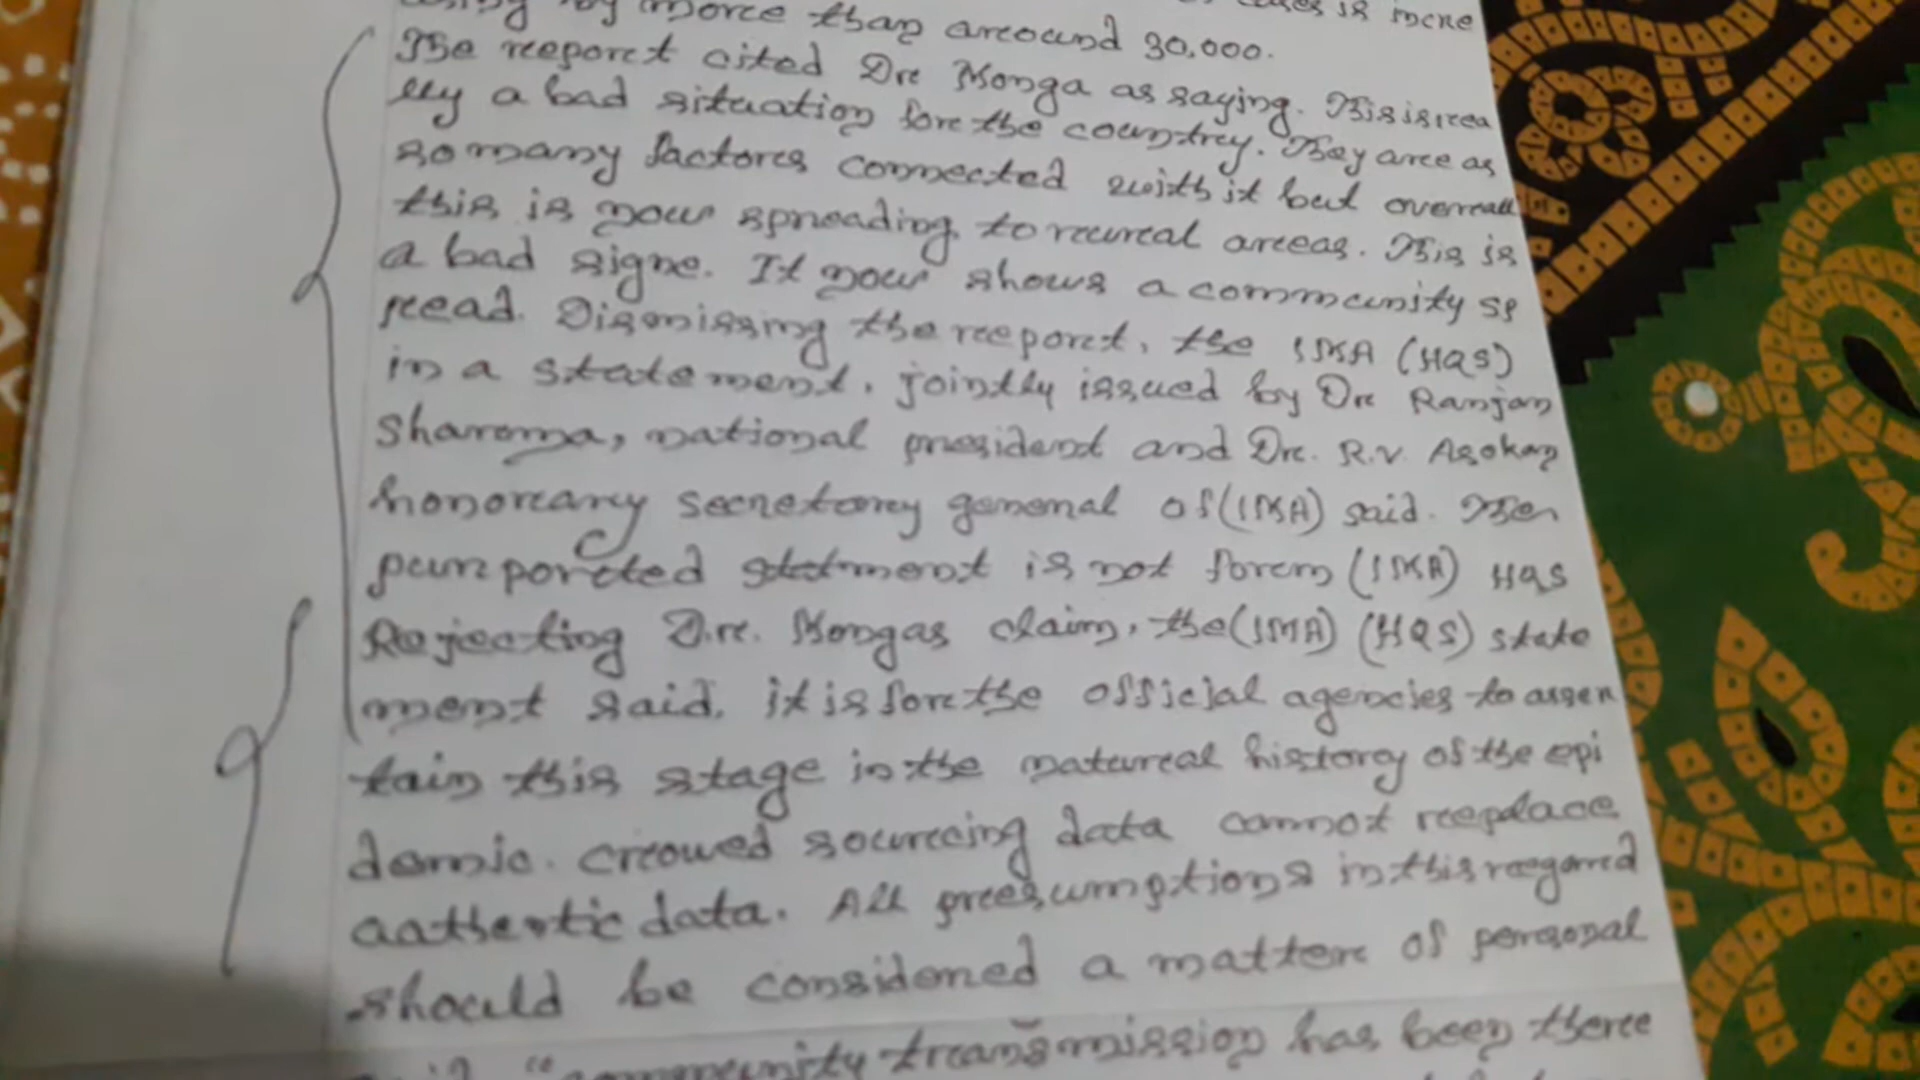 by more than around 30,000.
The report cited Dr Monga as saying. This is rea
lly a bad situation for the country. They are as
so many factors connected with it but overall
this is now spreading to rural areas. This is
a bad signe. It now shows a community sp
read. Dismissing the report, the IMA (HQS)
in a statement, jointly issued by Dr Ranjan
Sharma, national president and Dr. R.V. Asokan
honorary secretary general of (IMA) said. The
purported statment is not form (IMA) HQS
Rejecting Dr. Mongas claim, the (IMA) (HQS) state
ment said, it is for the official agencies to assen
tain this stage in the natural history of the epi
demic. crowed sourcing data cannot replace
aathentic data. All presumptions in this regard
should be considered a matter of personal
community transmission has been there